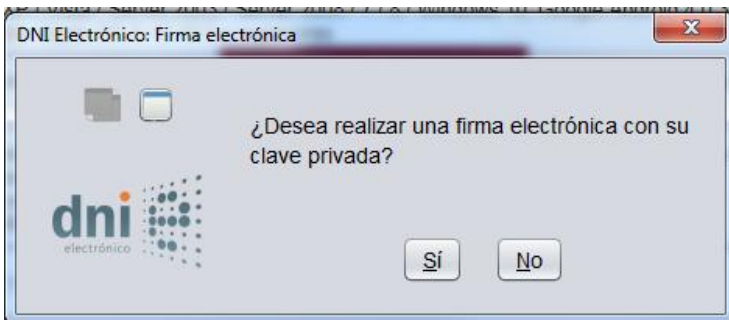 DNI Electrónico: Firma electrónica
¿Desea realizar una firma electrónica con su
clave privada?
dni
electrónico
Sí
No